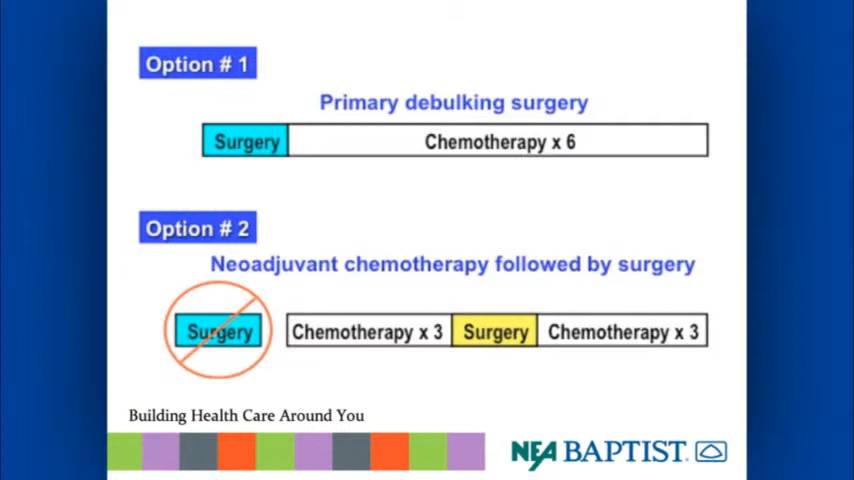 Option # 1
Primary debulking surgery
Surgery Chemotherapy x 6
Option # 2
Neoadjuvant chemotherapy followed by surgery
Surgery Chemotherapy x 3 Surgery Chemotherapy x 3
Building Health Care Around You
NEA BAPTIST